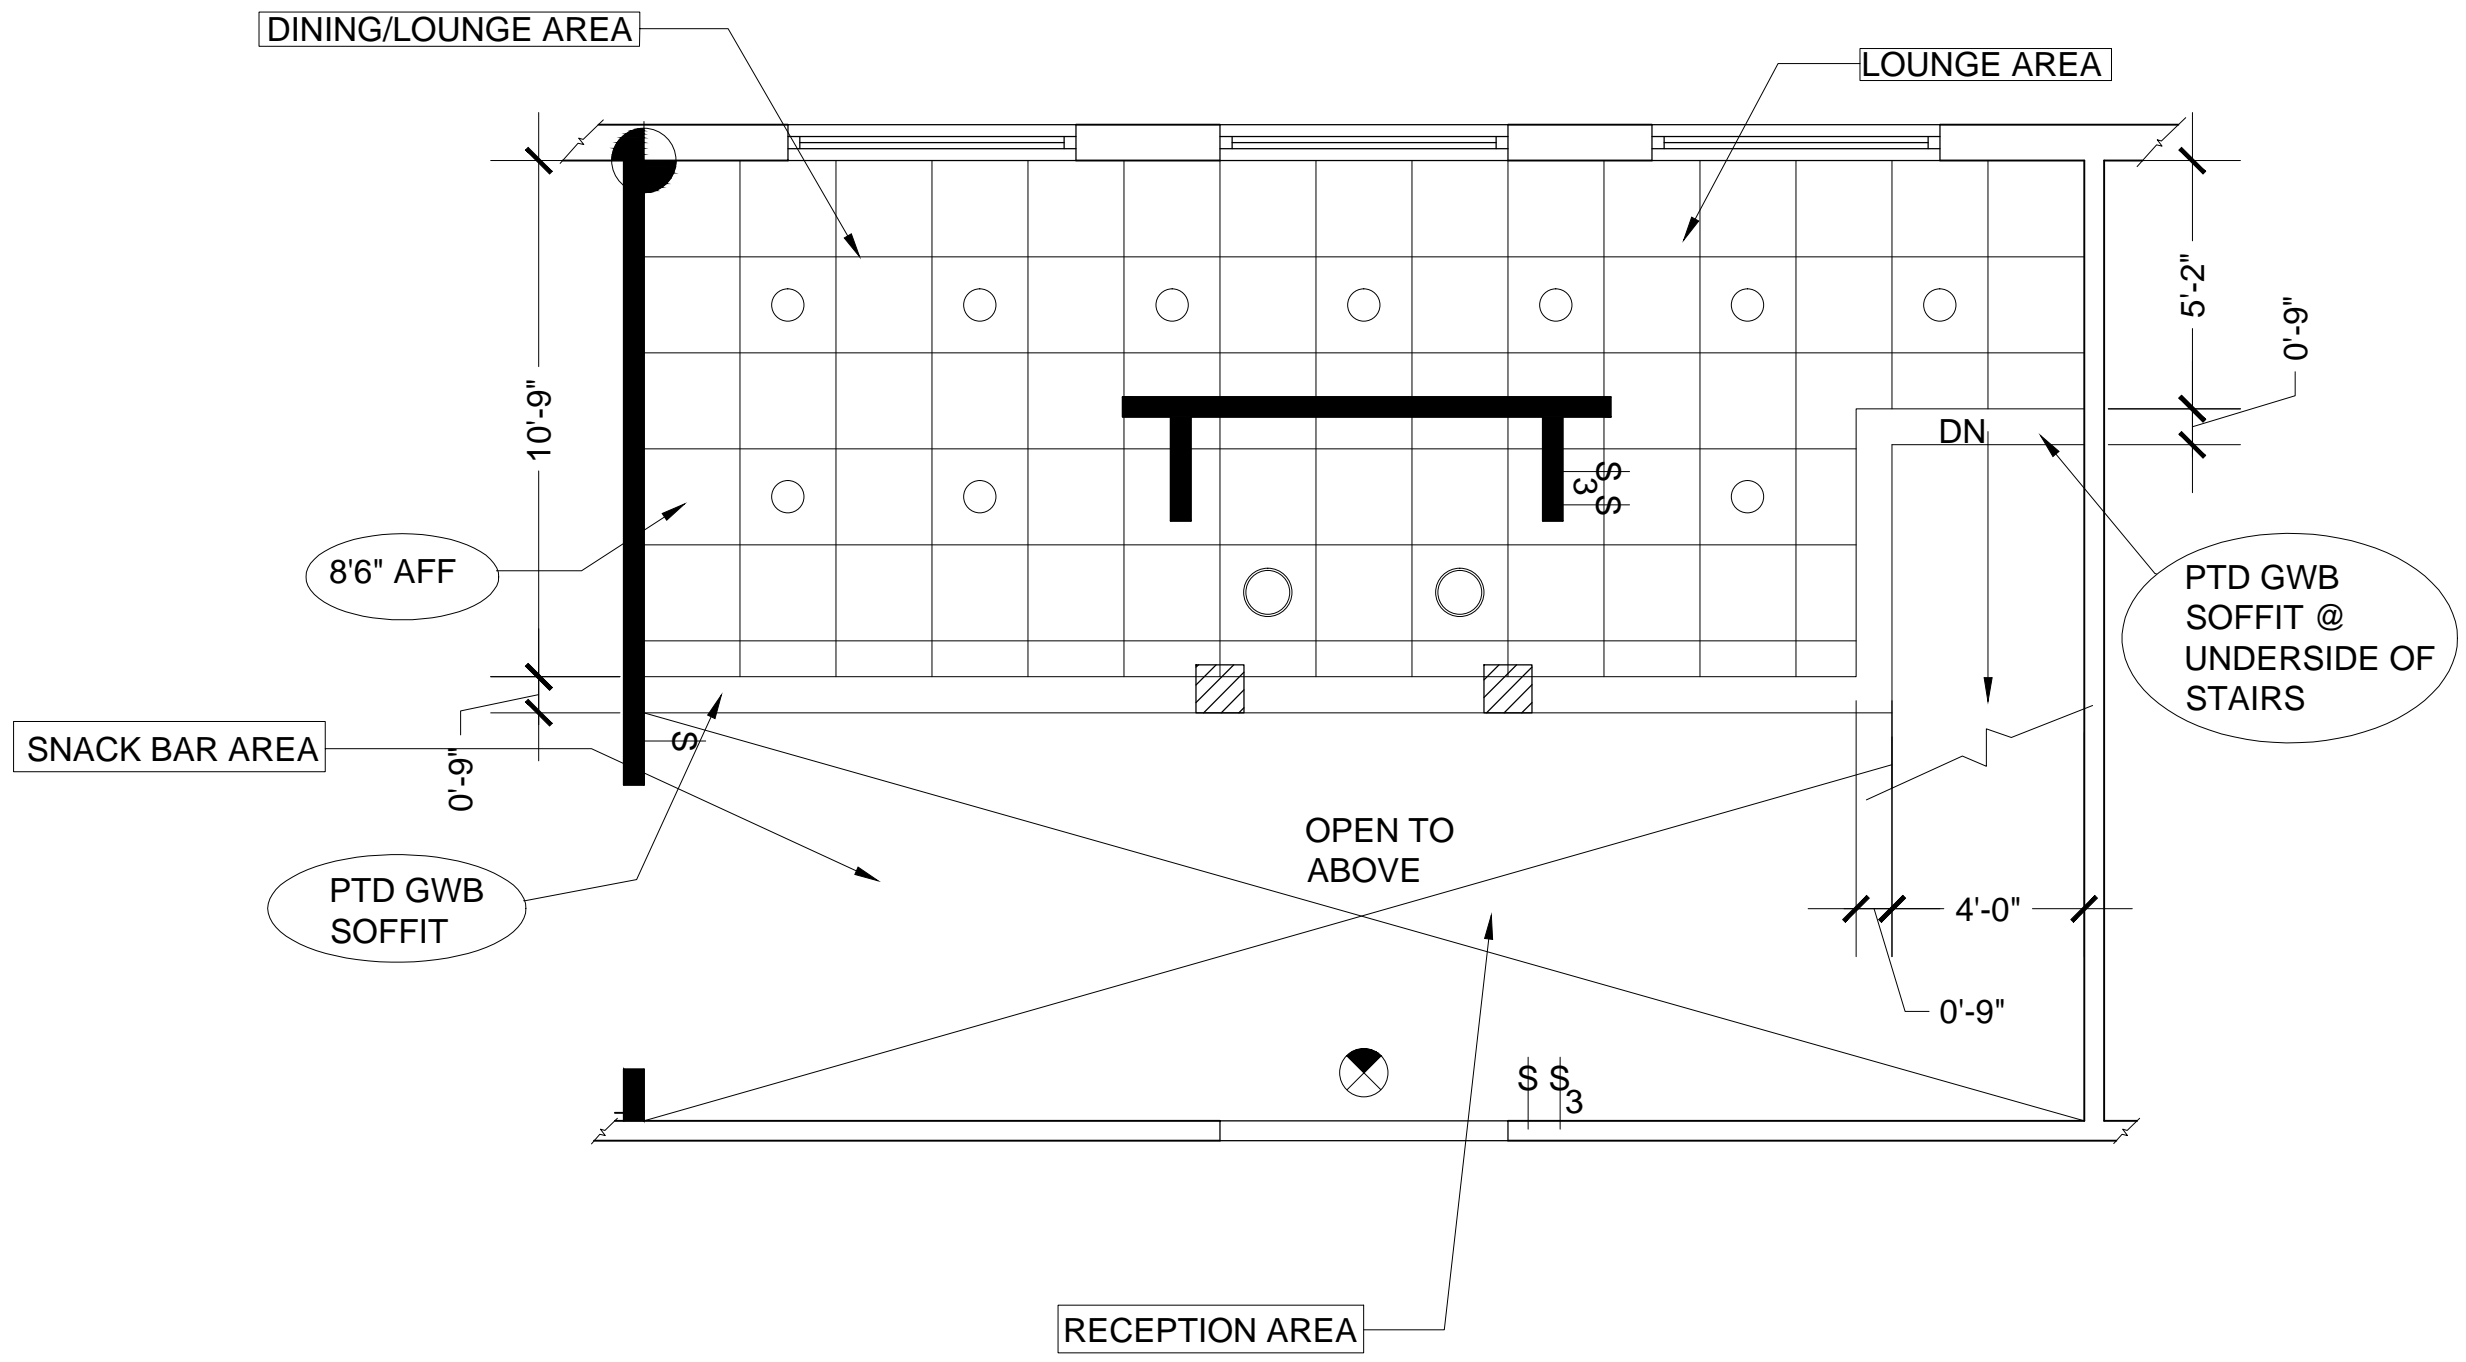 DINING/LOUNGE AREA
LOUNGE AREA
5'-2"
0'-9"
10'-9"
DN
S
3
S
8'6" AFF
PTD GWB
SOFFIT @
UNDERSIDE OF
STAIRS
SNACK BAR AREA
S
0'-9"
OPEN TO
ABOVE
PTD GWB
SOFFIT
4'-0"
0'-9"
S S
3
RECEPTION AREA